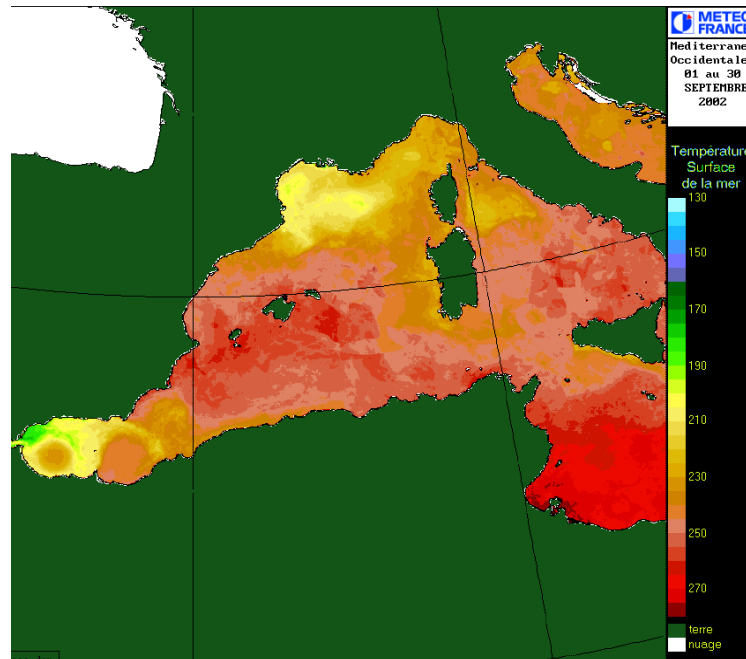 METEO
FRANCE
Mediterrane
Occidentale
01 au 30
SEPTEMBRE
2002
Température
Surface
de la mer
130
150
170
190
210
230
250
270
terre
nuage